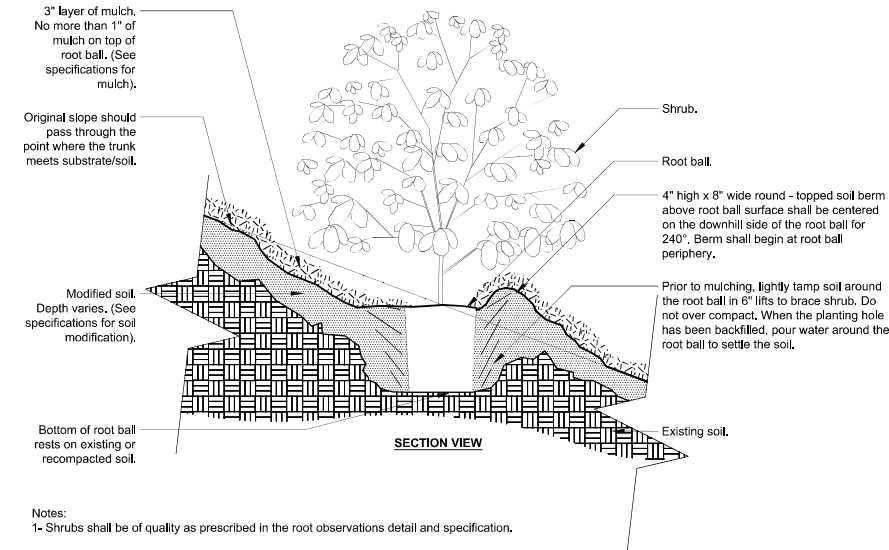 3" layer of mulch.
No more than 1" of
mulch on top of
root ball. (See
specifications for
mulch).
Original slope should
pass through the
point where the trunk
meets substrate/soil.
Modified soil.
Depth varies. (See
specifications for soil
modification).
Bottom of root ball
rests on existing or
recompacted soil.
Shrub.
Root ball.
4" high x 8" wide round - topped soil berm
above root ball surface shall be centered
on the downhill side of the root ball for
240°. Berm shall begin at root ball
periphery.
Prior to mulching, lightly tamp soil around
the root ball in 6" lifts to brace shrub. Do
not over compact. When the planting hole
has been backfilled, pour water around the
root ball to settle the soil.
Existing soil.
SECTION VIEW
Notes:
1- Shrubs shall be of quality as prescribed in the root observations detail and specification.